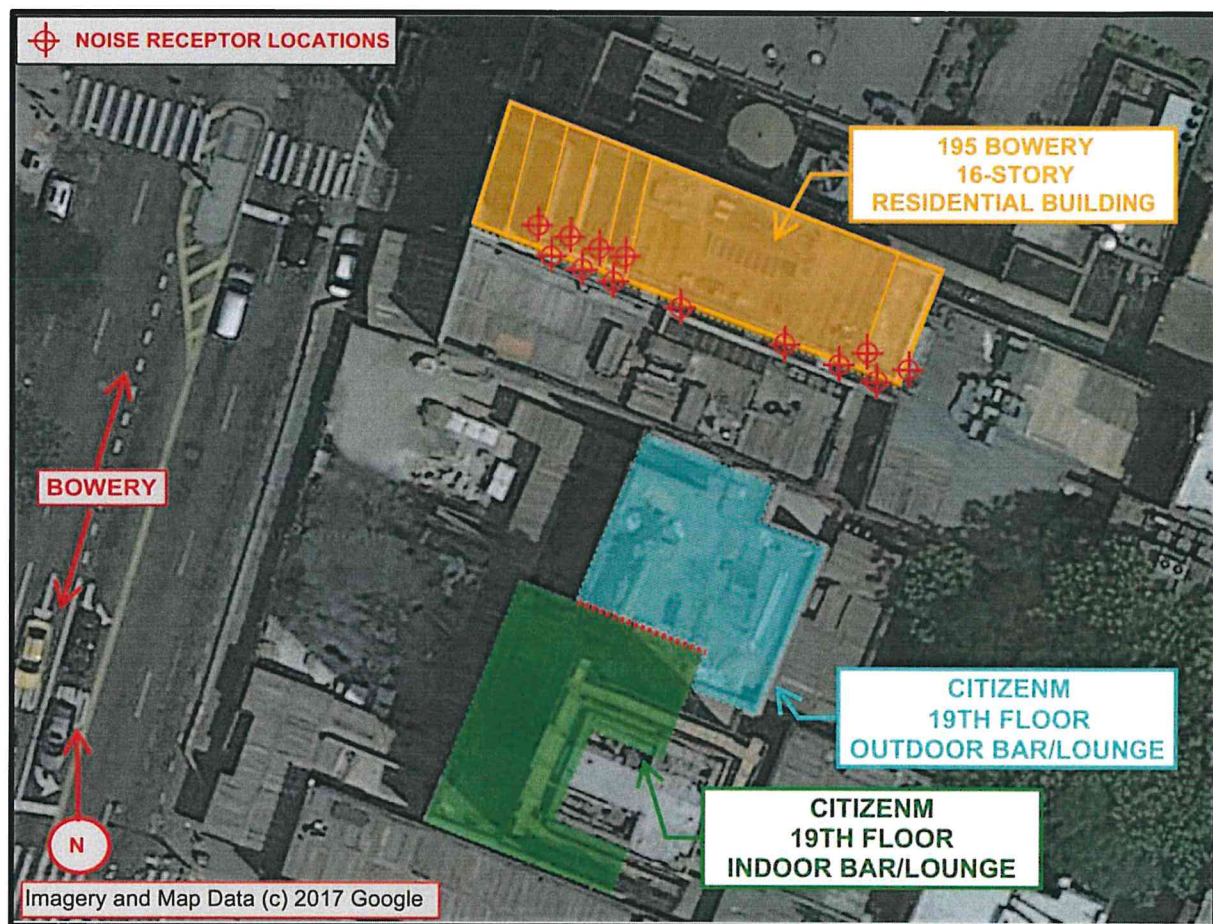 NOISE RECEPTOR LOCATIONS
195 BOWERY
16-STORY
RESIDENTIAL BUILDING
BOWERY
CITIZENM
19TH FLOOR
OUTDOOR BAR/LOUNGE
CITIZENM
19TH FLOOR
INDOOR BAR/LOUNGE
N
Imagery and Map Data (c) 2017 Google